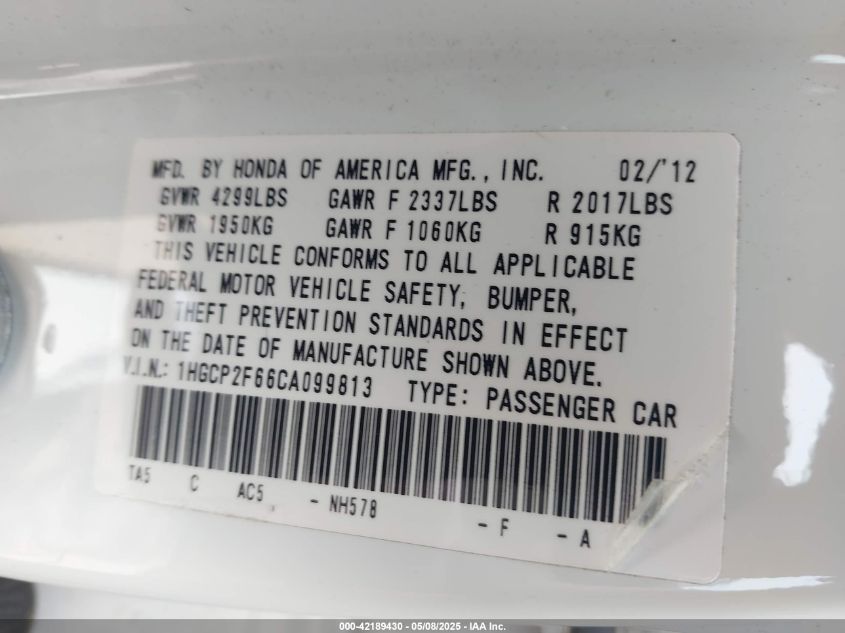 MFD. BY HONDA OF AMERICA MFG., INC. 02/'12
GVWR 4299LBS GAWR F 2337LBS R 2017LBS
GVWR 1950KG GAWR F 1060KG R 915KG
THIS VEHICLE CONFORMS TO ALL APPLICABLE
FEDERAL MOTOR VEHICLE SAFETY, BUMPER,
AND THEFT PREVENTION STANDARDS IN EFFECT
ON THE DATE OF MANUFACTURE SHOWN ABOVE.
V.I.N.: 1HGCP2F66CA099813 TYPE: PASSENGER CAR
TA5 C AC5 - NH578 - F - A
000-42189430 - 05/08/2025 - IAA Inc.